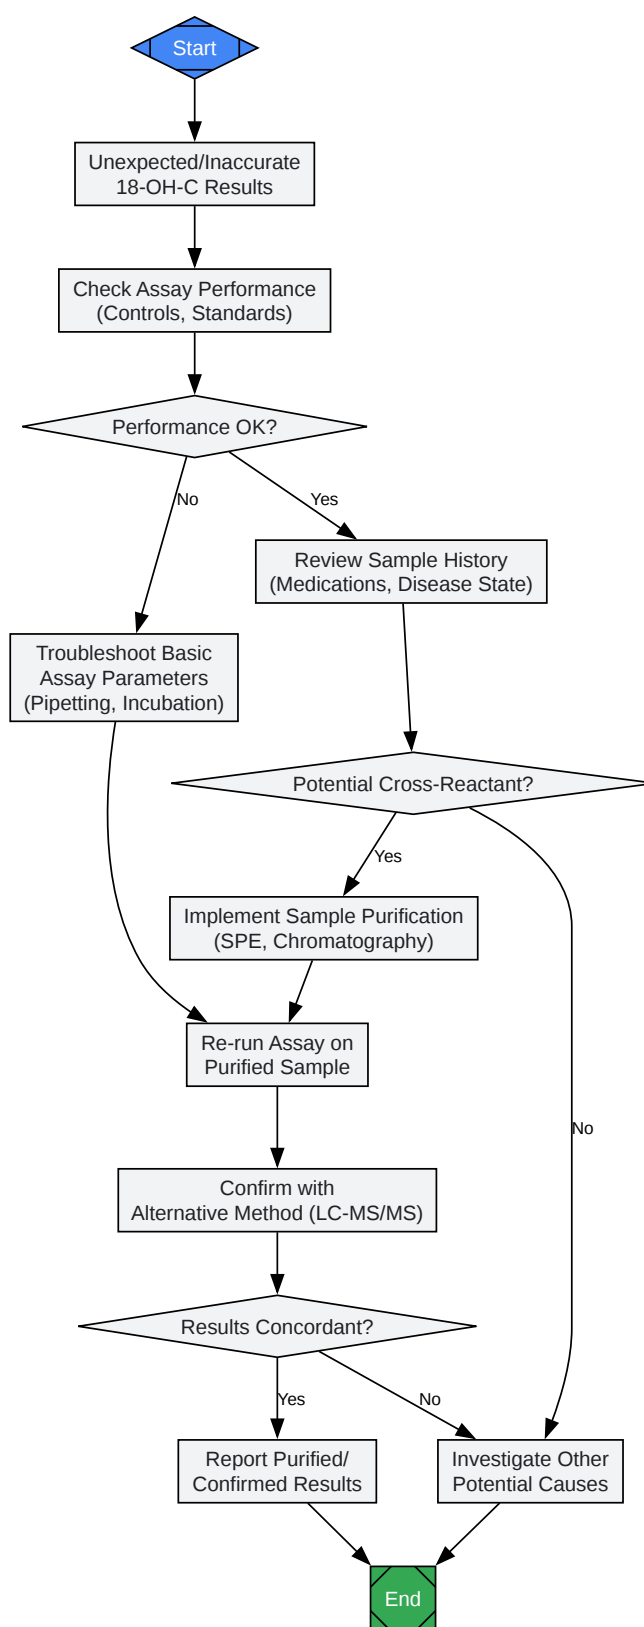 Start
Unexpected/Inaccurate
18-OH-C Results
Check Assay Performance
(Controls, Standards)
Performance OK?
No
Yes
Review Sample History
(Medications, Disease State)
Troubleshoot Basic
Assay Parameters
(Pipetting, Incubation)
Potential Cross-Reactant?
Yes
Implement Sample Purification
(SPE, Chromatography)
Re-run Assay on
Purified Sample
No
Confirm with
Alternative Method (LC-MS/MS)
Results Concordant?
Yes
No
Report Purified/
Confirmed Results
Investigate Other
Potential Causes
End